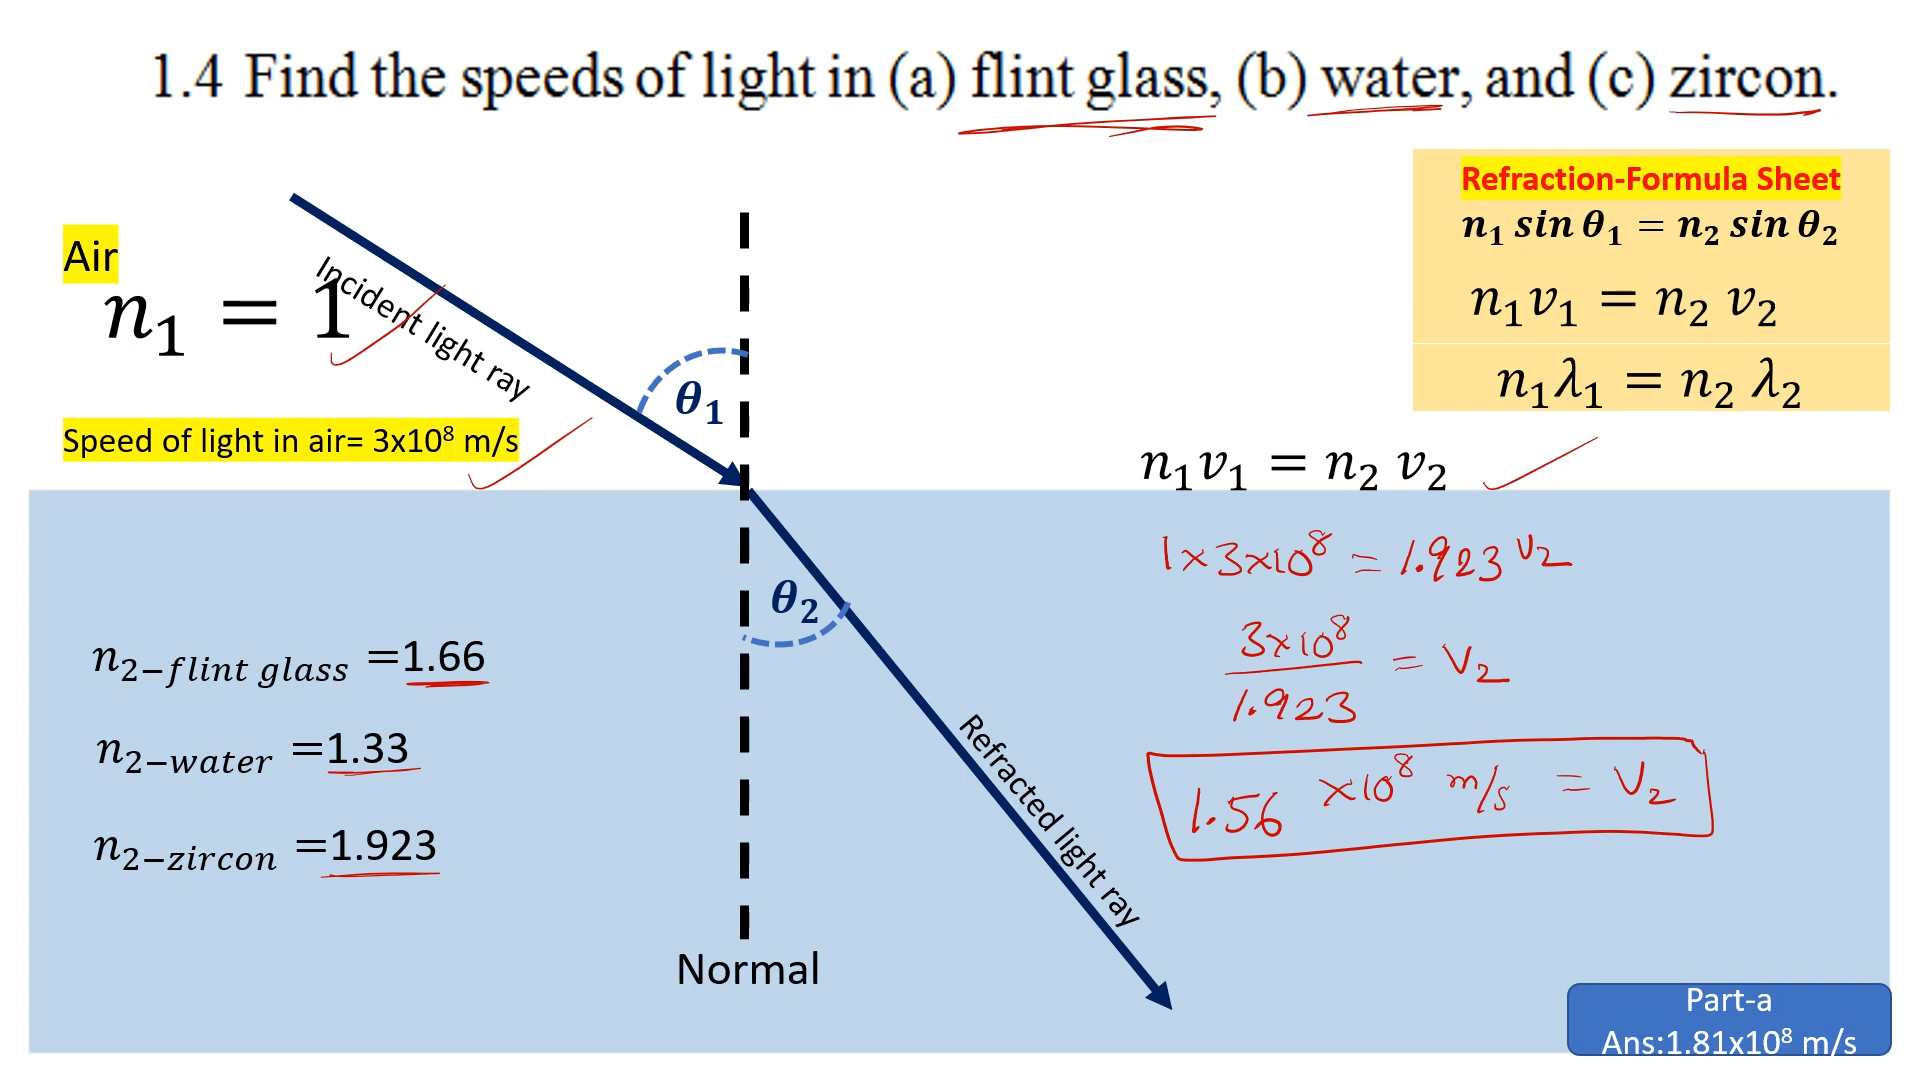 1.4 Find the speeds of light in (a) flint glass, (b) water, and (c) zircon.
Refraction-Formula Sheet
n₁ sin θ₁ = n₂ sin θ₂
n₁v₁ = n₂ v₂
n₁λ₁ = n₂ λ₂
Air
n₁ = 1
Incident light ray
θ₁
Speed of light in air= 3x10⁸ m/s
n₁v₁ = n₂ v₂
1×3×10⁸ = 1.923 v₂
3×10⁸ / 1.923 = v₂
1.56 ×10⁸ m/s = v₂
θ₂
n₂₋flint glass =1.66
n₂₋water =1.33
n₂₋zircon =1.923
Refracted light ray
Normal
Part-a
Ans:1.81x10⁸ m/s